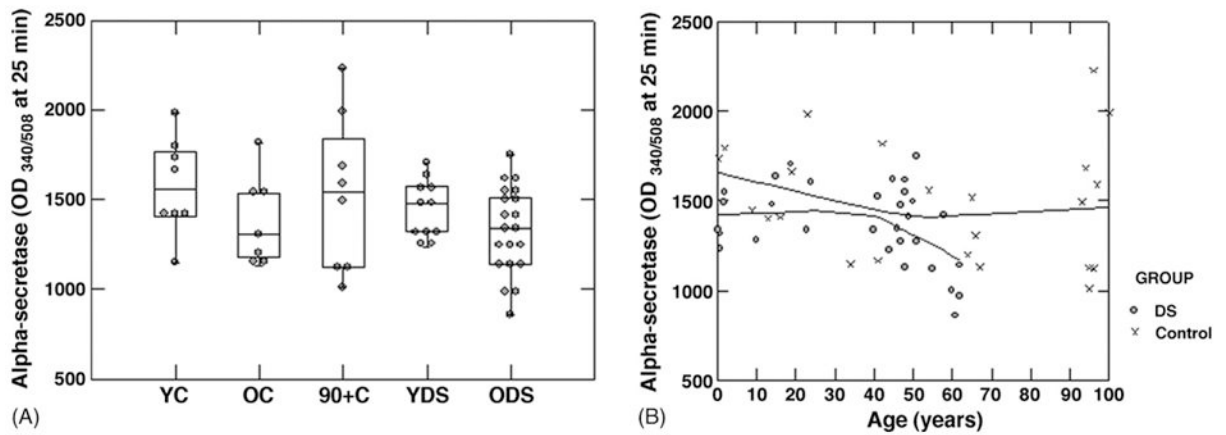 Alpha-secretase (OD 340/508 at 25 min)
2500
2000
1500
1000
500
YC OC 90+C YDS ODS
(A)
Alpha-secretase (OD 340/508 at 25 min)
2500
2000
1500
1000
500
0 10 20 30 40 50 60 70 80 90 100
Age (years)
(B)
GROUP
DS
Control